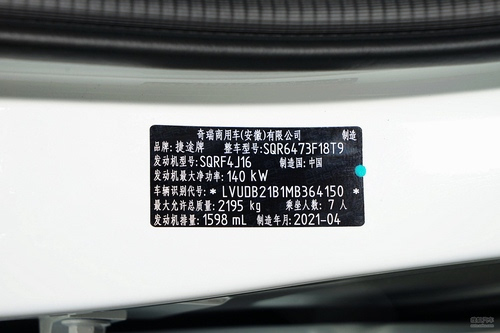 奇瑞商用车(安徽)有限公司 制造
品牌: 捷途牌 整车型号:SQR6473F18T9
发动机型号:SQRF4J16 制造国: 中国
发动机最大净功率: 140 kW
车辆识别代号: * LVUDB21B1MB364150 *
最大允许总质量: 2195 kg 乘坐人数: 7 人
发动机排量: 1598 mL 制造年月: 2021-04